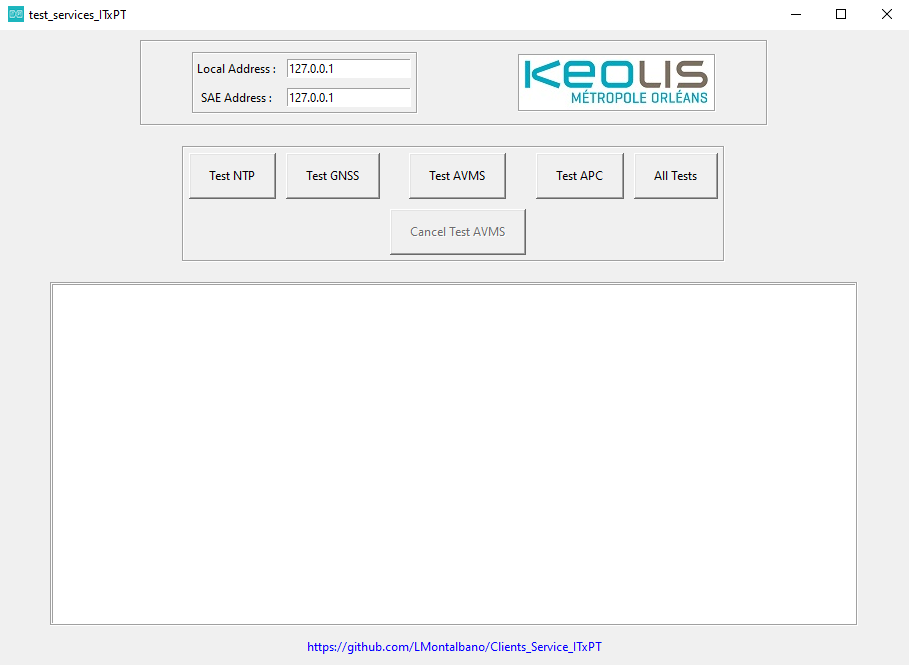 test_services_ITxPT
Local Address : 127.0.0.1
SAE Address : 127.0.0.1
Keolis
MÉTROPOLE ORLÉANS
Test NTP Test GNSS Test AVMS Test APC All Tests
Cancel Test AVMS
https://github.com/LMontalbano/Clients_Service_ITxPT